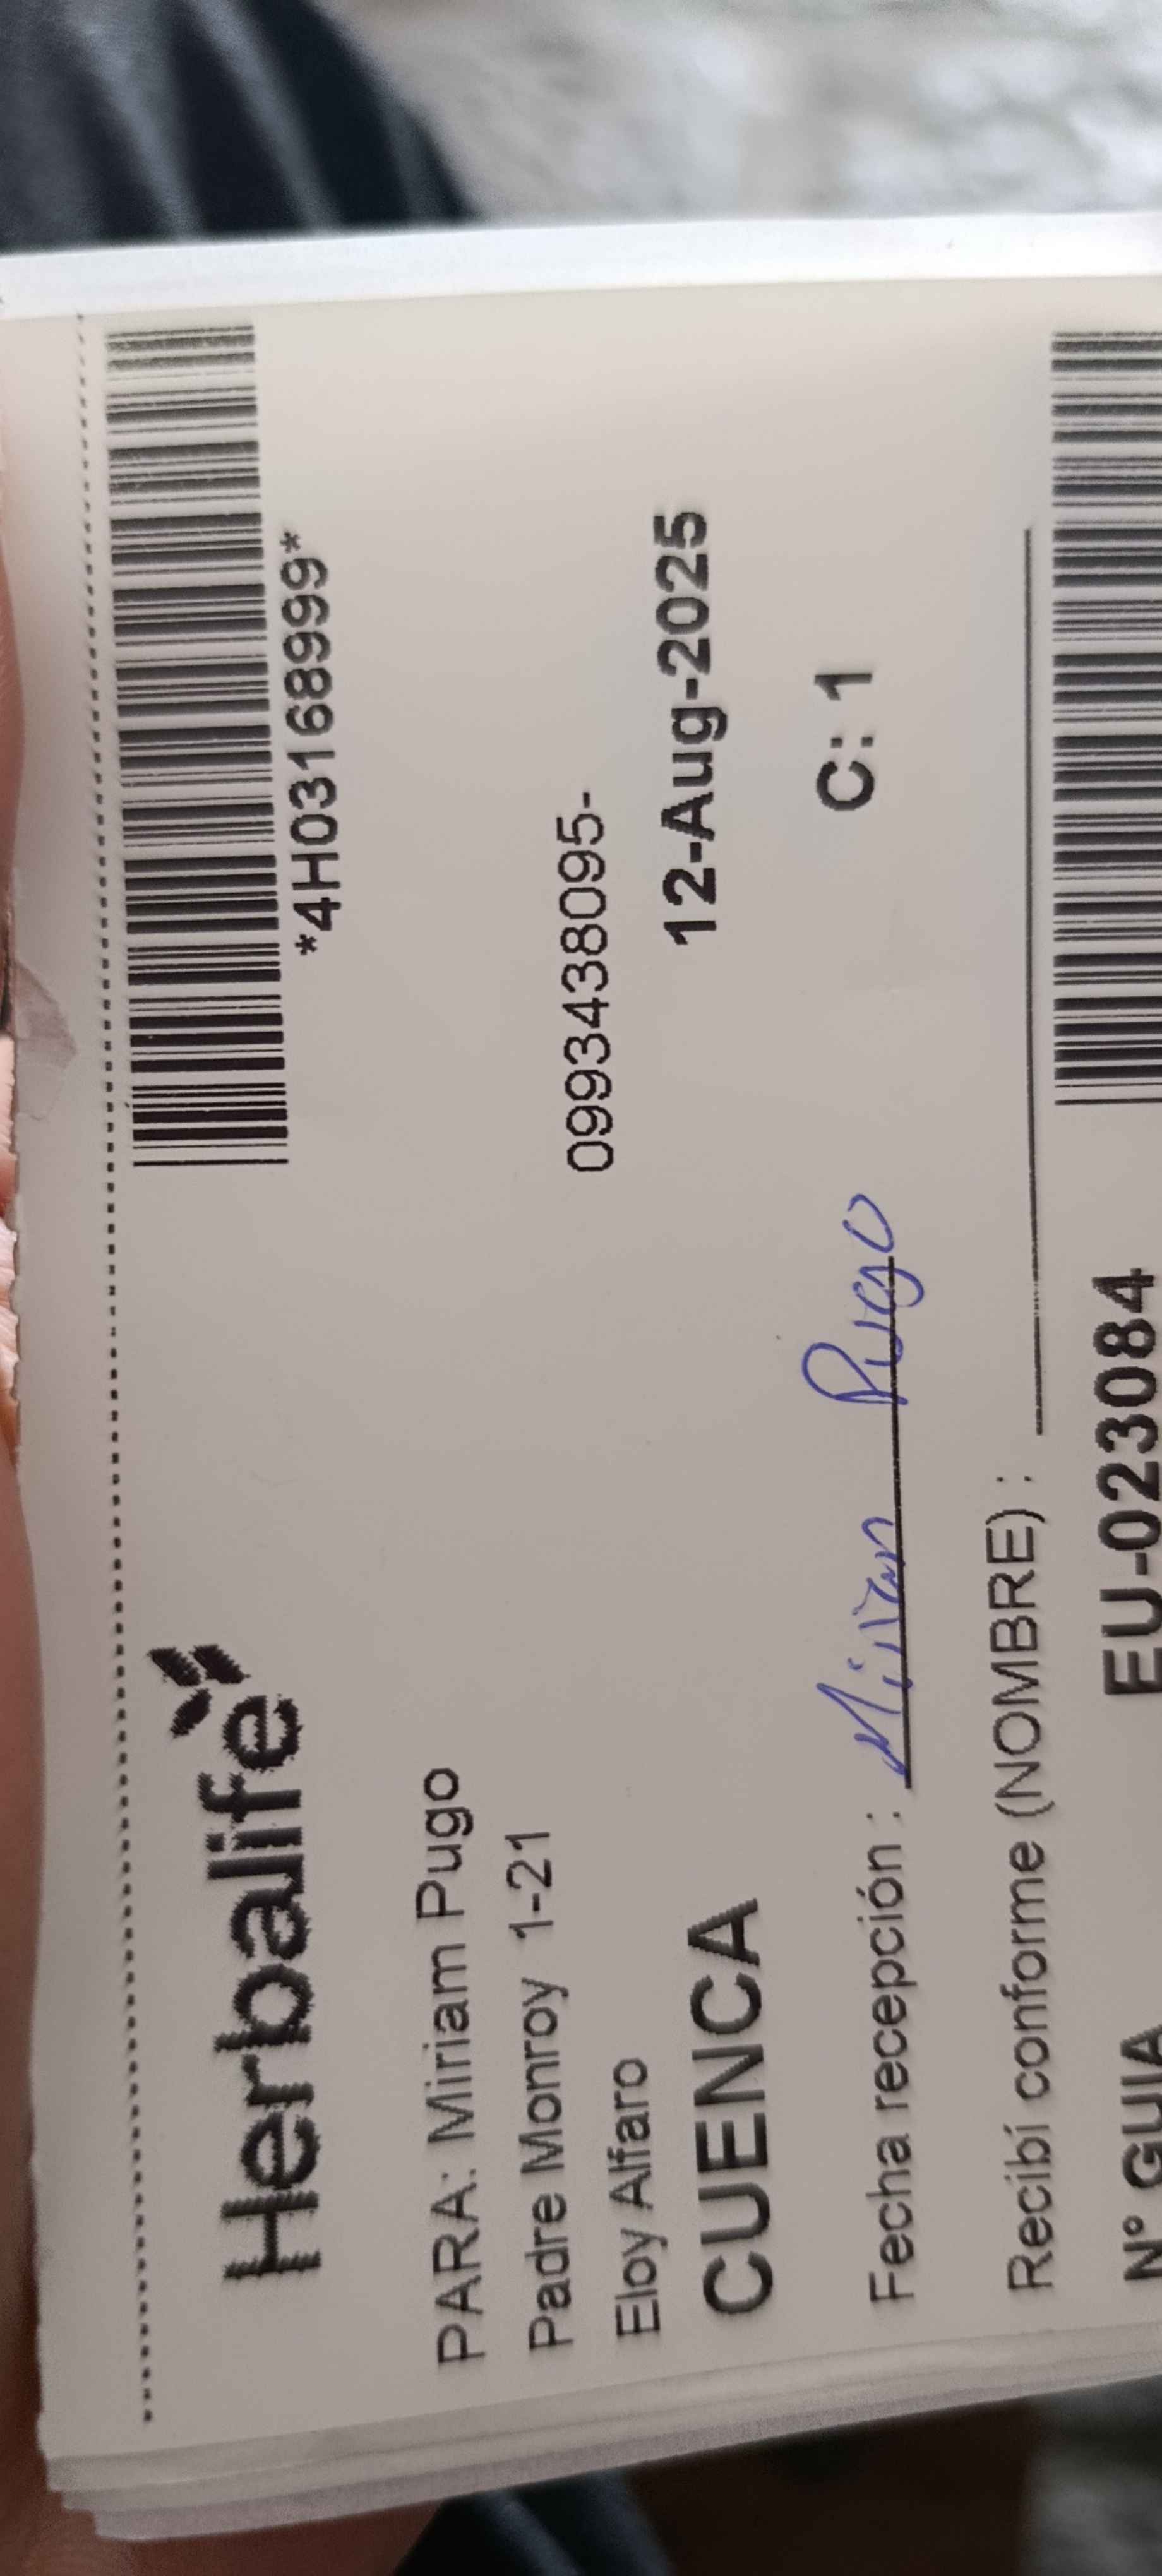 Herbalife
*4H03168999*
PARA: Miriam Pugo
Padre Monroy 1-21
0993438095-
Eloy Alfaro
CUENCA
12-Aug-2025
Fecha recepción : Miriam Pugo
C: 1
Recibí conforme (NOMBRE) :
N° GUIA EU-023084